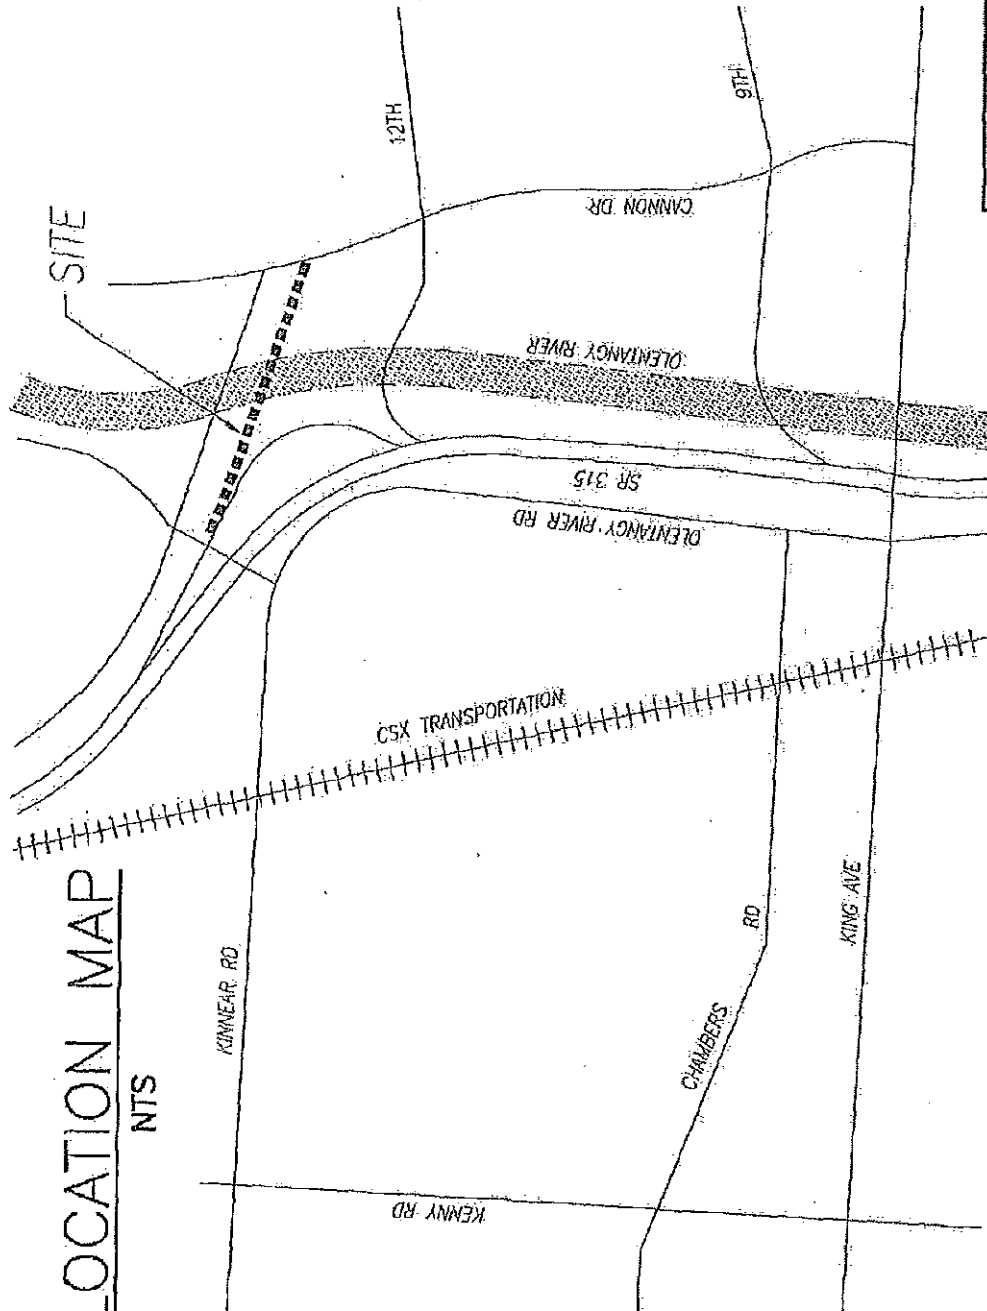 LOCATION MAP
NTS
SITE
12TH
9TH
CANNON DR.
OLENTANGY RIVER
SR 315
OLENTANGY RIVER RD
CSX TRANSPORTATION
KINNEAR RD
CHAMBERS
RD
KING AVE
KENNY RD